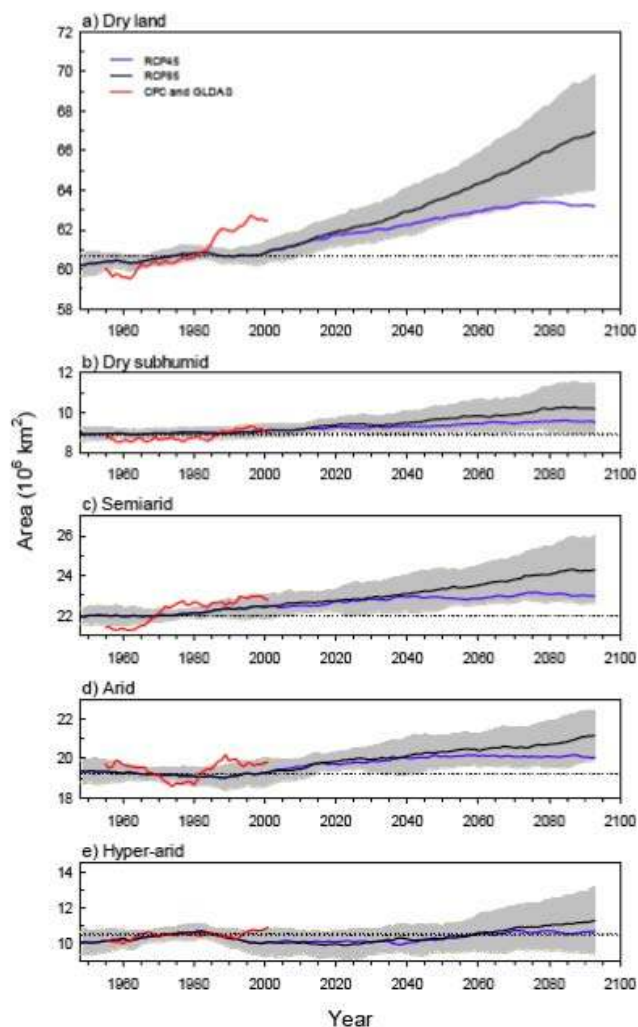 a) Dry land
72
70
68
66
64
62
60
58
RCP45
RCP85
CPC and GLDAS
1960 1980 2000 2020 2040 2060 2080 2100
b) Dry subhumid
12
10
8
1960 1980 2000 2020 2040 2060 2080 2100
Area (10⁶ km²)
c) Semiarid
26
24
22
1960 1980 2000 2020 2040 2060 2080 2100
d) Arid
22
20
18
1960 1980 2000 2020 2040 2060 2080 2100
e) Hyper-arid
14
12
10
1960 1980 2000 2020 2040 2060 2080 2100
Year